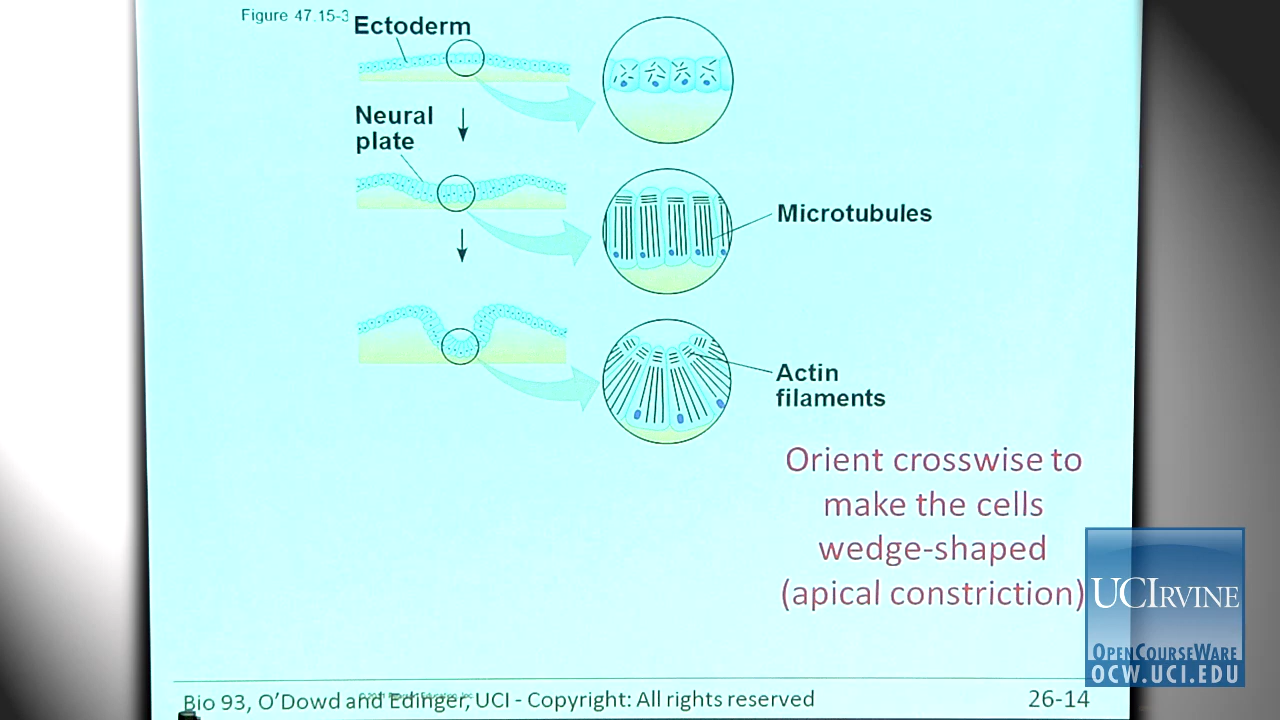 Figure 47.15-3
Ectoderm
Neural
plate
Microtubules
Actin
filaments
Orient crosswise to
make the cells
wedge-shaped
(apical constriction)
UCIRVINE
OPENCOURSEWARE
OCW.UCI.EDU
Bio 93, O'Dowd and Edinger, UCI - Copyright: All rights reserved
26-14